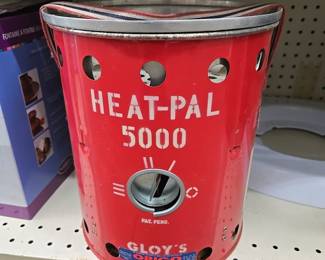 HEAT-PAL
5000
PAT. PEND.
GLOY'S